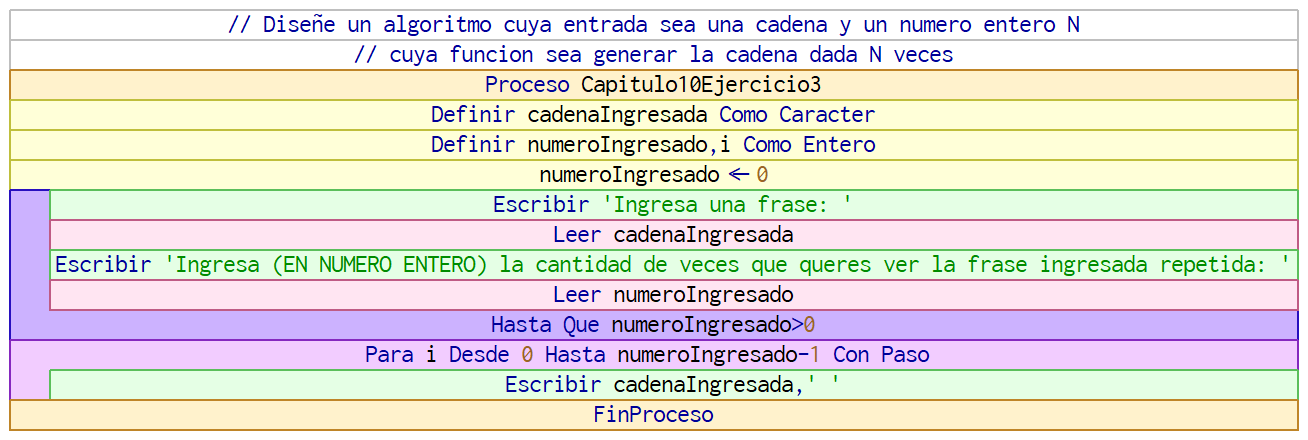 // Diseñe un algoritmo cuya entrada sea una cadena y un numero entero N
// cuya funcion sea generar la cadena dada N veces
Proceso Capitulo10Ejercicio3
Definir cadenaIngresada Como Caracter
Definir numeroIngresado,i Como Entero
numeroIngresado <- 0
Escribir 'Ingresa una frase: '
Leer cadenaIngresada
Escribir 'Ingresa (EN NUMERO ENTERO) la cantidad de veces que queres ver la frase ingresada repetida: '
Leer numeroIngresado
Hasta Que numeroIngresado>0
Para i Desde 0 Hasta numeroIngresado-1 Con Paso
Escribir cadenaIngresada,' '
FinProceso